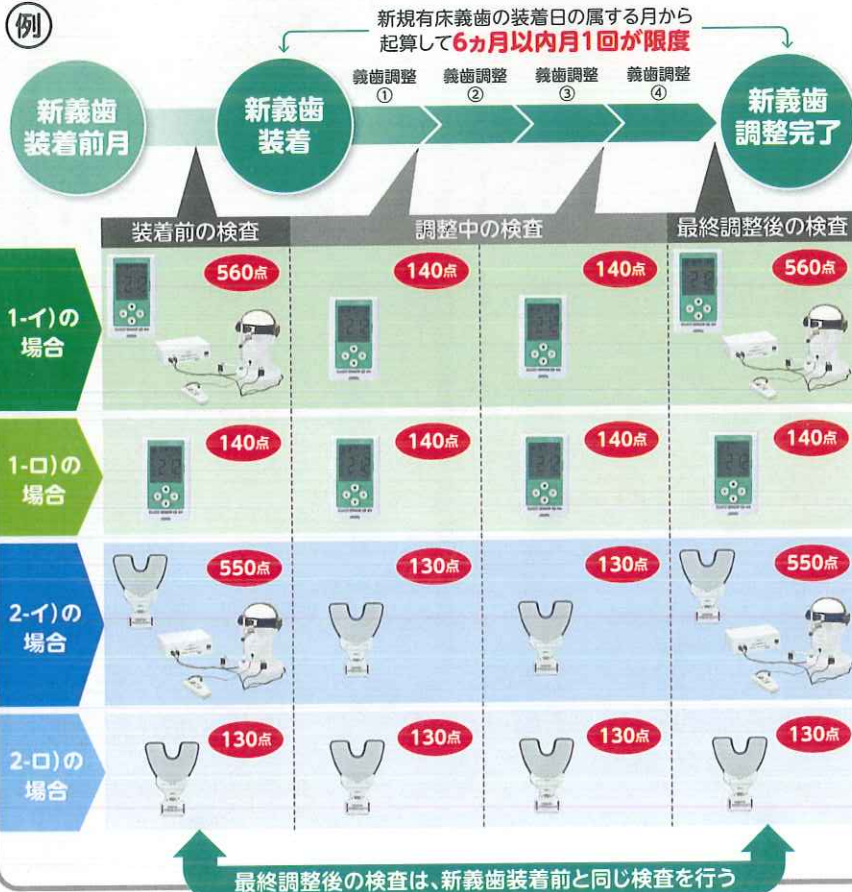 例
新規有床義歯の装着日の属する月から
起算して6ヵ月以内月1回が限度
新義歯
装着前月
新義歯
装着
義歯調整
①
義歯調整
②
義歯調整
③
義歯調整
④
新義歯
調整完了
装着前の検査
調整中の検査
最終調整後の検査
1-イ)の
場合
560点
140点
140点
560点
1-ロ)の
場合
140点
140点
140点
140点
2-イ)の
場合
550点
130点
130点
550点
2-ロ)の
場合
130点
130点
130点
130点
最終調整後の検査は、新義歯装着前と同じ検査を行う